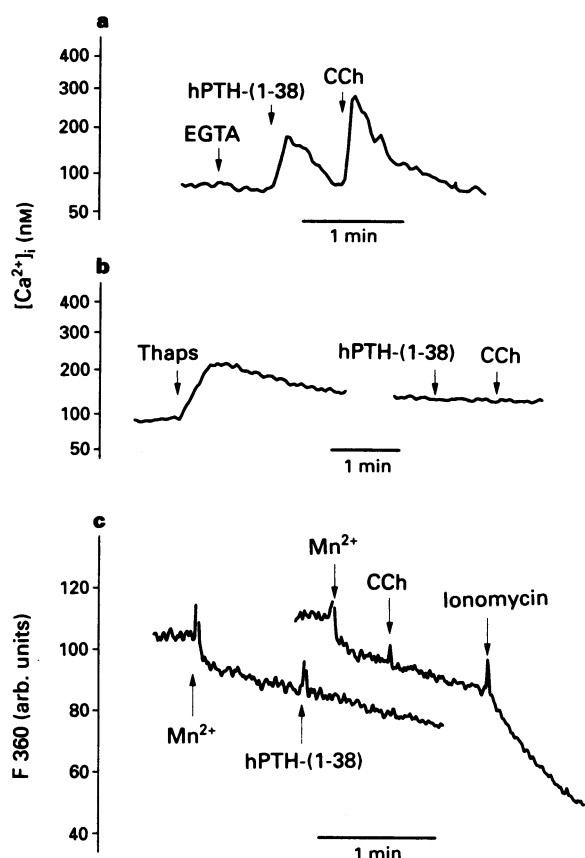 a
400
300
200
100
50
EGTA
hPTH-(1-38)
CCh
1 min
[Ca²⁺]ᵢ (nM)
b
400
300
200
100
50
Thaps
hPTH-(1-38)
CCh
1 min
c
120
100
80
60
40
F 360 (arb. units)
Mn²⁺
CCh
Ionomycin
Mn²⁺
hPTH-(1-38)
1 min